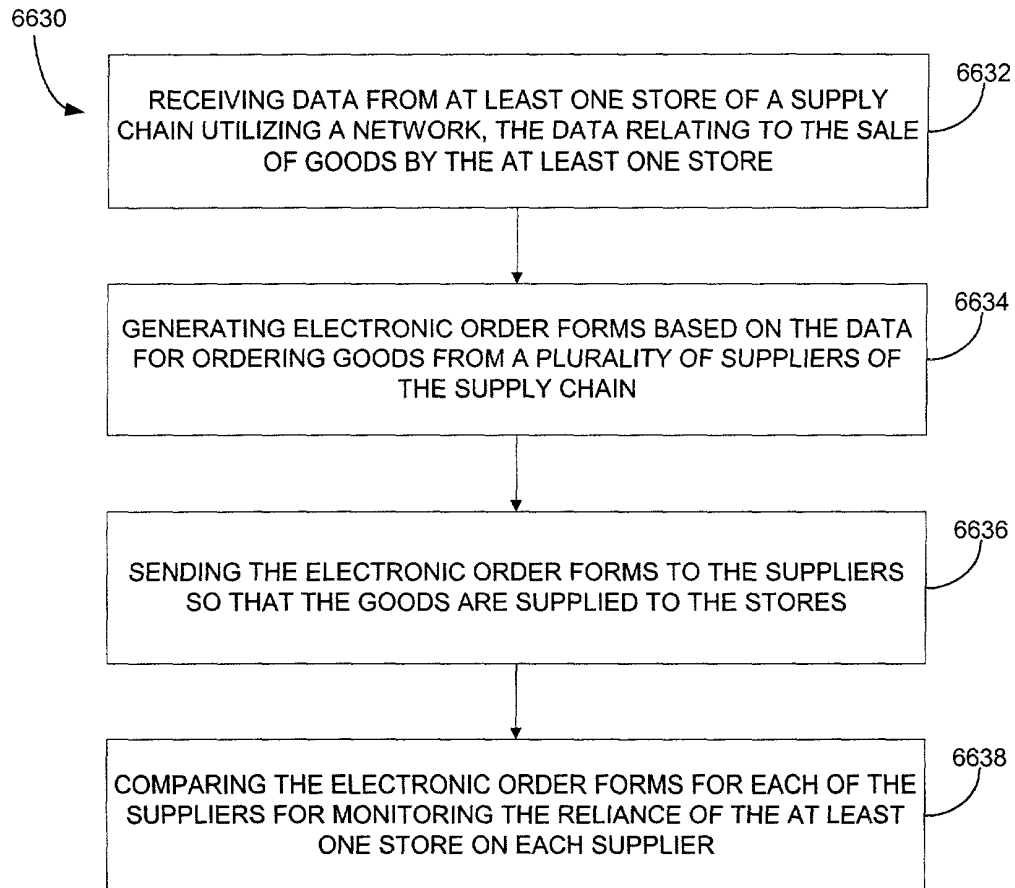 6630
6632
RECEIVING DATA FROM AT LEAST ONE STORE OF A SUPPLY
CHAIN UTILIZING A NETWORK, THE DATA RELATING TO THE SALE
OF GOODS BY THE AT LEAST ONE STORE
6634
GENERATING ELECTRONIC ORDER FORMS BASED ON THE DATA
FOR ORDERING GOODS FROM A PLURALITY OF SUPPLIERS OF
THE SUPPLY CHAIN
6636
SENDING THE ELECTRONIC ORDER FORMS TO THE SUPPLIERS
SO THAT THE GOODS ARE SUPPLIED TO THE STORES
6638
COMPARING THE ELECTRONIC ORDER FORMS FOR EACH OF THE
SUPPLIERS FOR MONITORING THE RELIANCE OF THE AT LEAST
ONE STORE ON EACH SUPPLIER